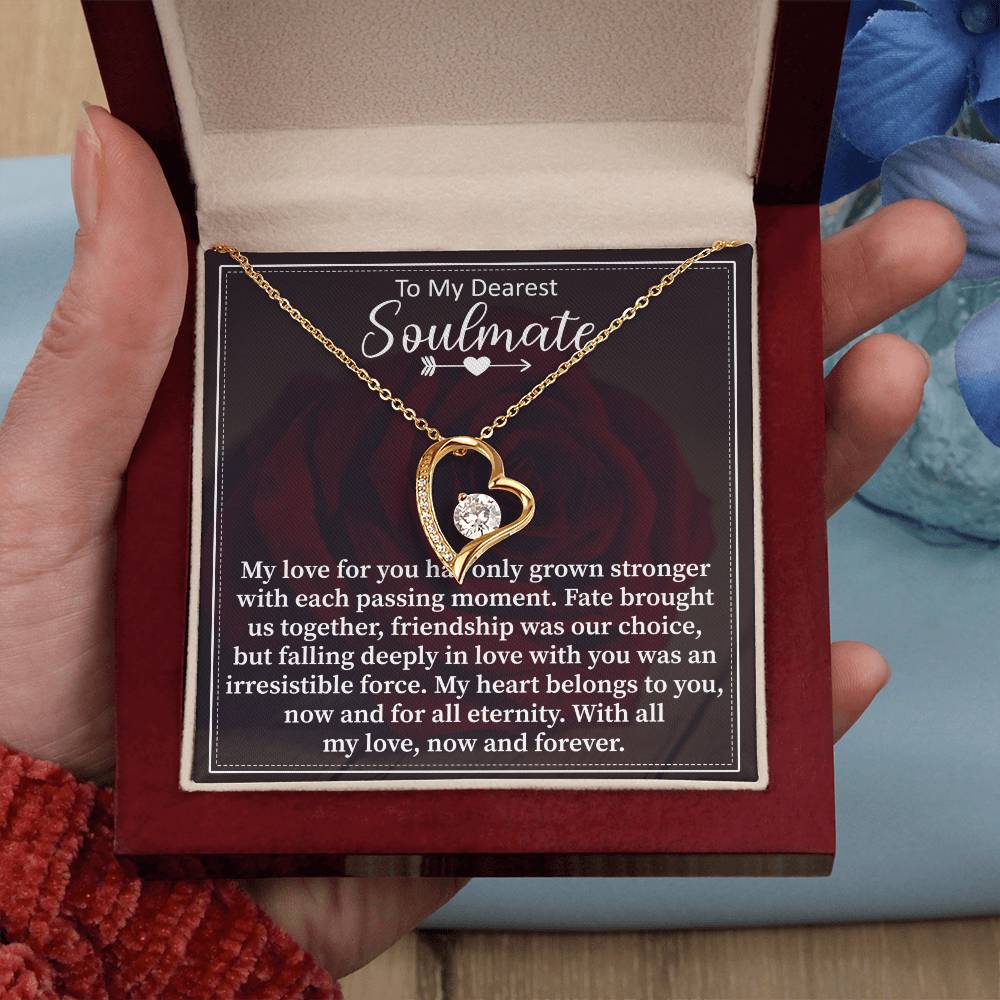 To My Dearest
Soulmate
My love for you has only grown stronger
with each passing moment. Fate brought
us together, friendship was our choice,
but falling deeply in love with you was an
irresistible force. My heart belongs to you,
now and for all eternity. With all
my love, now and forever.